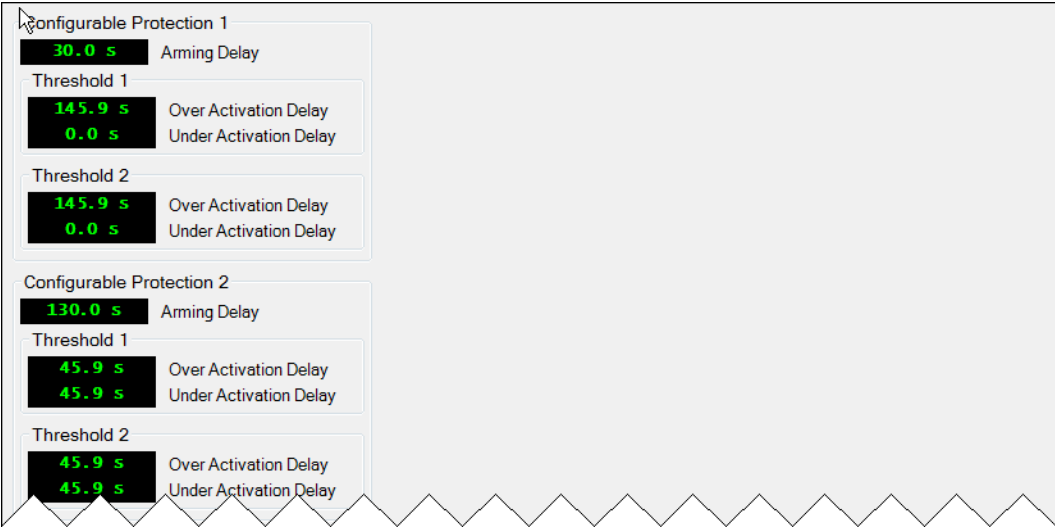 Configurable Protection 1
30.0 s Arming Delay
Threshold 1
145.9 s Over Activation Delay
0.0 s Under Activation Delay
Threshold 2
145.9 s Over Activation Delay
0.0 s Under Activation Delay
Configurable Protection 2
130.0 s Arming Delay
Threshold 1
45.9 s Over Activation Delay
45.9 s Under Activation Delay
Threshold 2
45.9 s Over Activation Delay
45.9 s Under Activation Delay